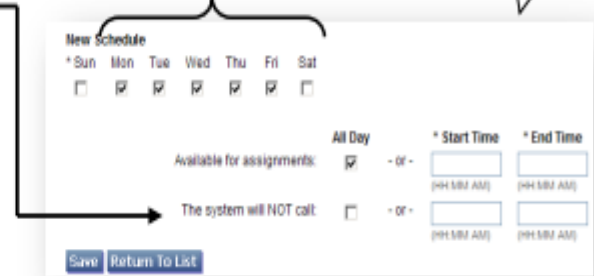 New Schedule
* Sun Mon Tue Wed Thu Fri Sat
All Day * Start Time * End Time
Available for assignments: - or -
(HH:MM AM) (HH:MM AM)
The system will NOT call: - or -
(HH:MM AM) (HH:MM AM)
Save Return To List